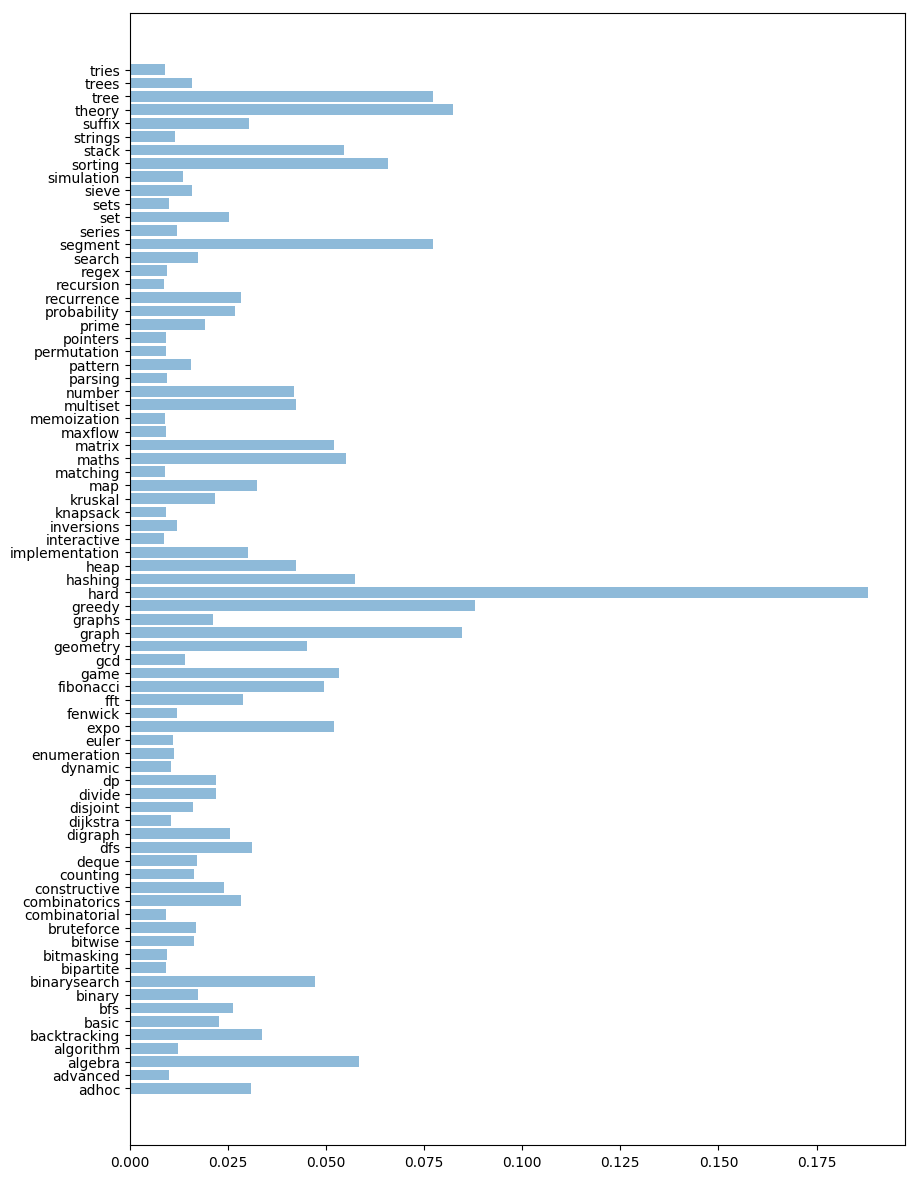 tries
trees
tree
theory
suffix
strings
stack
sorting
simulation
sieve
sets
set
series
segment
search
regex
recursion
recurrence
probability
prime
pointers
permutation
pattern
parsing
number
multiset
memoization
maxflow
matrix
maths
matching
map
kruskal
knapsack
inversions
interactive
implementation
heap
hashing
hard
greedy
graphs
graph
geometry
gcd
game
fibonacci
fft
fenwick
expo
euler
enumeration
dynamic
dp
divide
disjoint
dijkstra
digraph
dfs
deque
counting
constructive
combinatorics
combinatorial
bruteforce
bitwise
bitmasking
bipartite
binarysearch
binary
bfs
basic
backtracking
algorithm
algebra
advanced
adhoc
0.000 0.025 0.050 0.075 0.100 0.125 0.150 0.175